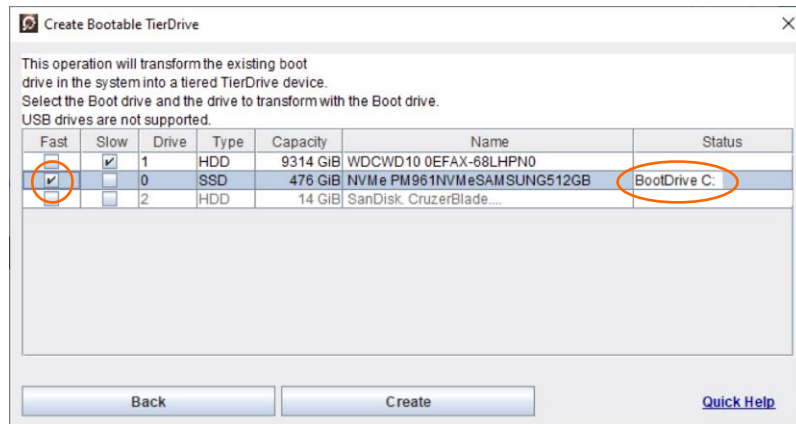 Create Bootable TierDrive
This operation will transform the existing boot
drive in the system into a tiered TierDrive device.
Select the Boot drive and the drive to transform with the Boot drive.
USB drives are not supported.
Fast Slow Drive Type Capacity Name Status
1 HDD 9314 GiB WDCWD10 0EFAX-68LHPN0
0 SSD 476 GiB NVMe PM961NVMeSAMSUNG512GB BootDrive C:
2 HDD 14 GiB SanDisk. CruzerBlade....
Back Create Quick Help